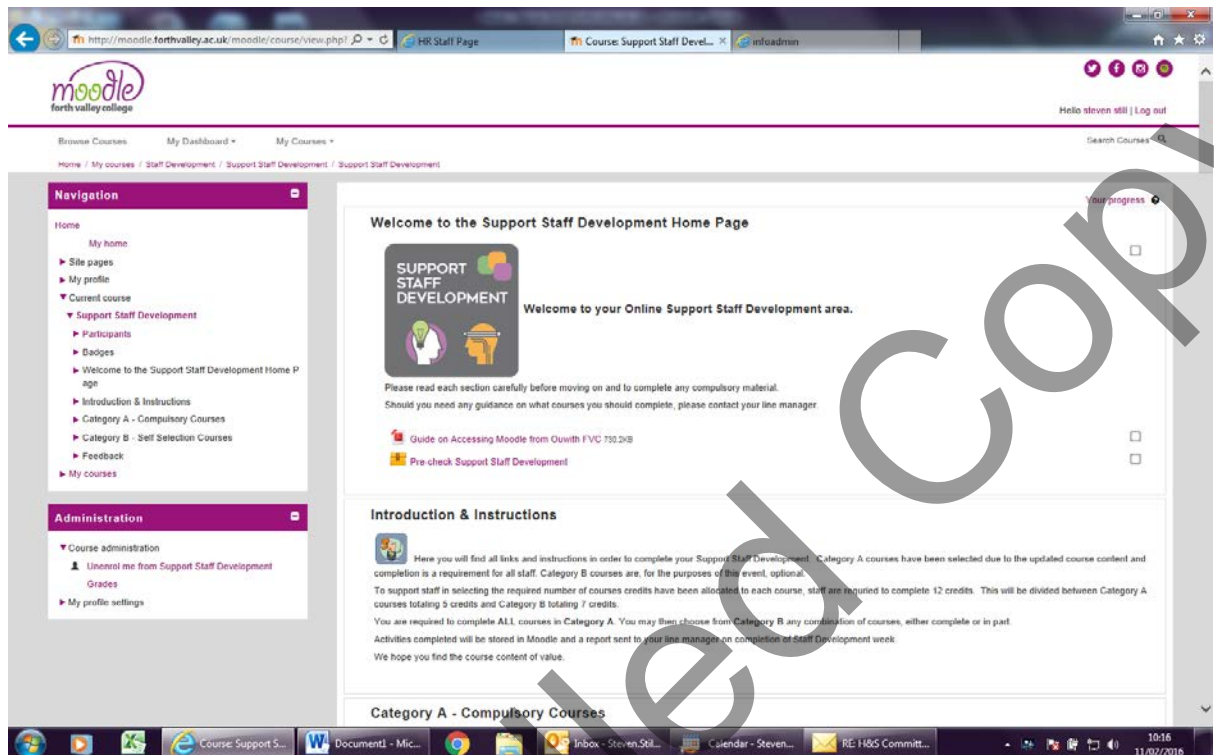 http://moodle.forthvalley.ac.uk/moodle/course/view.php?
HR Staff Page
Course: Support Staff Devel...
infoadmin
moodle
forth valley college
Hello steven still | Log out
Browse Courses
My Dashboard
My Courses
Search Courses
Home / My courses / Staff Development / Support Staff Development / Support Staff Development
Navigation
Home
My home
Site pages
My profile
Current course
Support Staff Development
Participants
Badges
Welcome to the Support Staff Development Home P
age
Introduction & Instructions
Category A - Compulsory Courses
Category B - Self Selection Courses
Feedback
My courses
Administration
Course administration
Unenrol me from Support Staff Development
Grades
My profile settings
Your progress
Welcome to the Support Staff Development Home Page
SUPPORT
STAFF
DEVELOPMENT
Welcome to your Online Support Staff Development area.
Please read each section carefully before moving on and to complete any compulsory material.
Should you need any guidance on what courses you should complete, please contact your line manager.
Guide on Accessing Moodle from Ouwith FVC 730.2KB
Pre-check Support Staff Development
Introduction & Instructions
Here you will find all links and instructions in order to complete your Support Staff Development. Category A courses have been selected due to the updated course content and
completion is a requirement for all staff. Category B courses are, for the purposes of this event, optional.
To support staff in selecting the required number of courses credits have been allocated to each course, staff are requried to complete 12 credits. This will be divided between Category A
courses totaling 5 credits and Category B totaling 7 credits.
You are required to complete ALL courses in Category A. You may then choose from Category B any combination of courses, either complete or in part.
Activities completed will be stored in Moodle and a report sent to your line manager on completion of Staff Development week.
We hope you find the course content of value.
Category A - Compulsory Courses
Course: Support S...
Document1 - Mic...
Inbox - Steven.Stil...
Calendar - Steven...
RE: H&S Committ...
10:16
11/02/2016